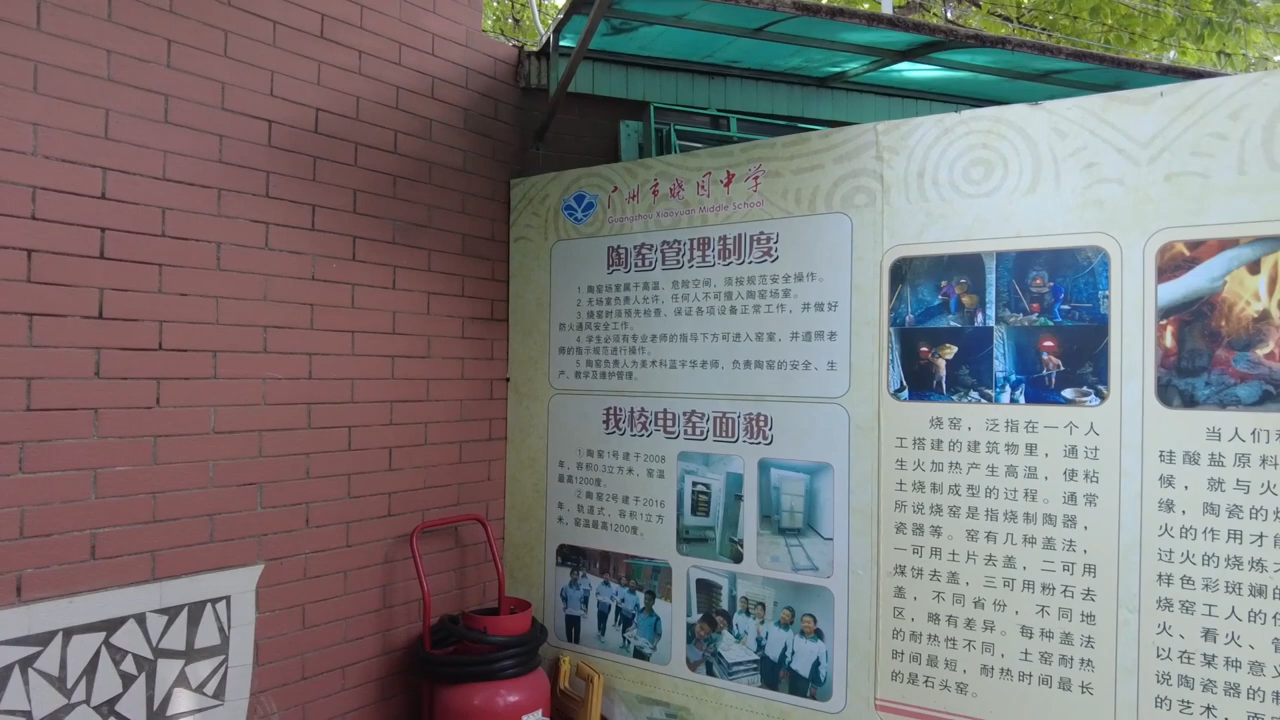 广州市晓园中学
Guangzhou Xiaoyuan Middle School
陶窑管理制度
1. 陶窑场室属于高温、危险空间，须按规范安全操作。
2. 无场室负责人允许，任何人不可擅入陶窑场室。
3. 烧窑时须预先检查、保证各项设备正常工作，并做好
防火通风安全工作。
4. 学生必须有专业老师的指导下方可进入窑室，并遵照老
师的指示规范进行操作。
5. 陶窑负责人为美术科蓝宇华老师，负责陶窑的安全、生
产、教学及维护管理。
我校电窑面貌
①陶窑1号建于2008
年，容积0.3立方米，窑温
最高1200度。
②陶窑2号建于2016
年，轨道式，容积1立方
米，窑温最高1200度。
烧窑，泛指在一个人
工搭建的建筑物里，通过
生火加热产生高温，使粘
土烧制成型的过程。通常
所说烧窑是指烧制陶器，
瓷器等。窑有几种盖法，
一可用土片去盖，二可用
煤饼去盖，三可用粉石去
盖，不同省份，不同地
区，略有差异。每种盖法
的耐热性不同，土窑耐热
时间最短，耐热时间最长
的是石头窑。
当人们
硅酸盐原料
候，就与火
缘，陶瓷的
火的作用才
过火的烧炼
样色彩斑斓
烧窑工人的
火、看火、
以在某种意
说陶瓷器的
的艺术，而